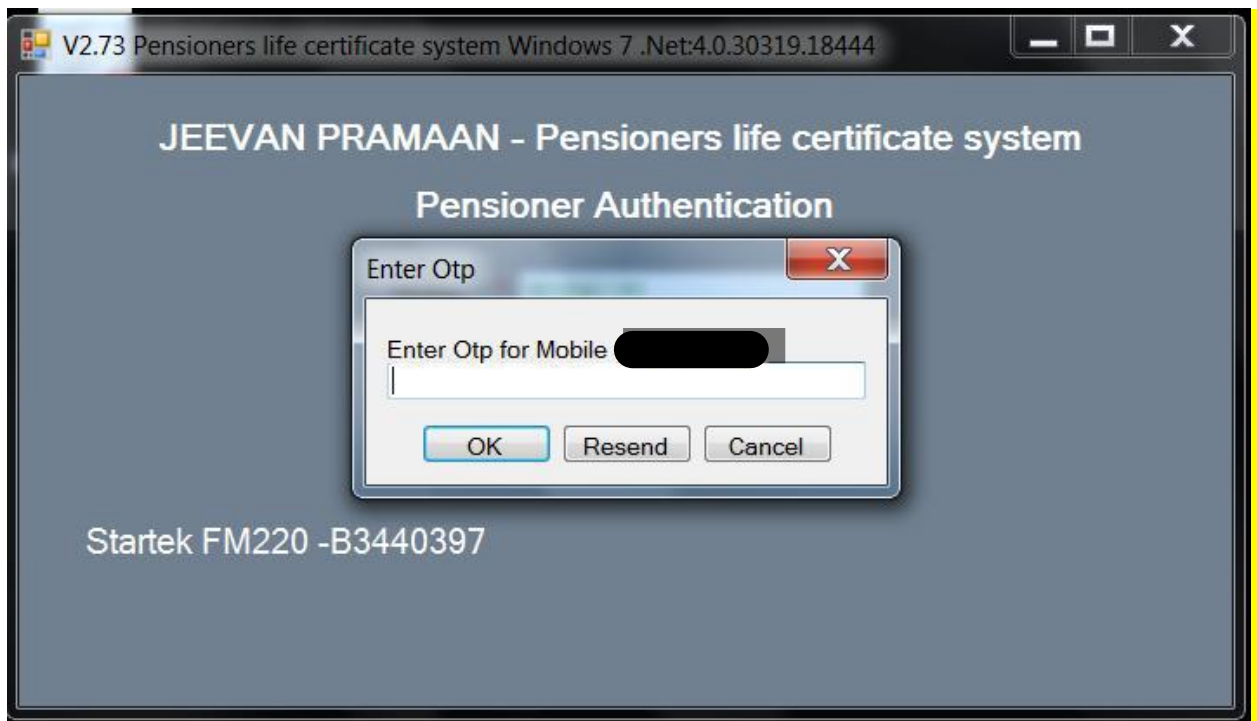 V2.73 Pensioners life certificate system Windows 7 .Net:4.0.30319.18444
JEEVAN PRAMAAN - Pensioners life certificate system
Pensioner Authentication
Enter Otp
Enter Otp for Mobile
OK Resend Cancel
Startek FM220 -B3440397